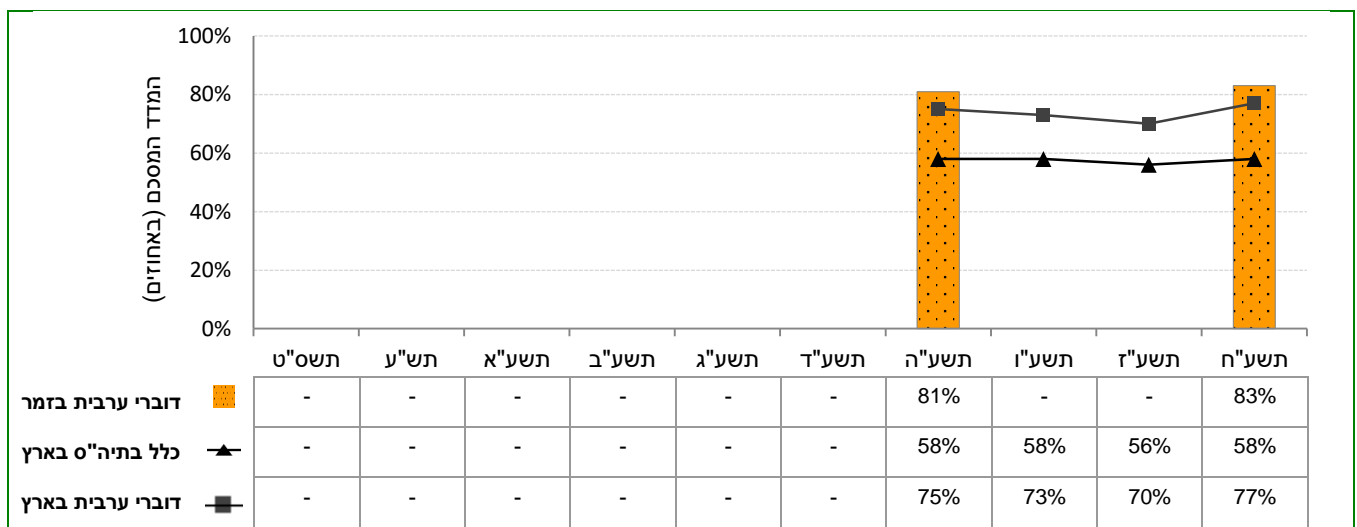 100%
80%
60%
40%
20%
0%
המדד המסכם (באחוזים)
תשס"ט תש"ע תשע"א תשע"ב תשע"ג תשע"ד תשע"ה תשע"ו תשע"ז תשע"ח
דוברי ערבית בזמר - - - - - - 81% - - 83%
כלל בתיה"ס בארץ - - - - - - 58% 58% 56% 58%
דוברי ערבית בארץ - - - - - - 75% 73% 70% 77%